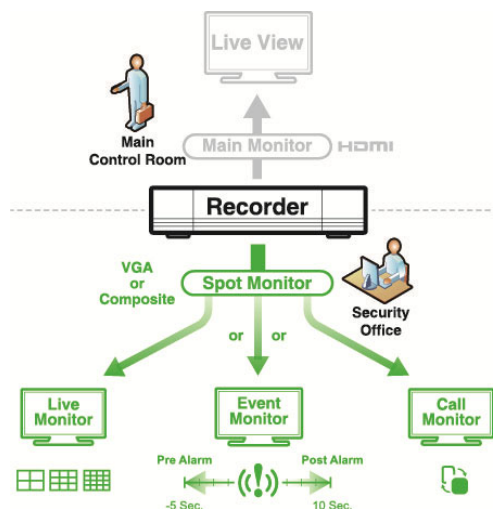 Live View
Main
Control Room
Main Monitor
HDMI
Recorder
VGA
or
Composite
Spot Monitor
Security
Office
or
or
Live
Monitor
Event
Monitor
Call
Monitor
Pre Alarm
Post Alarm
-5 Sec.
10 Sec.